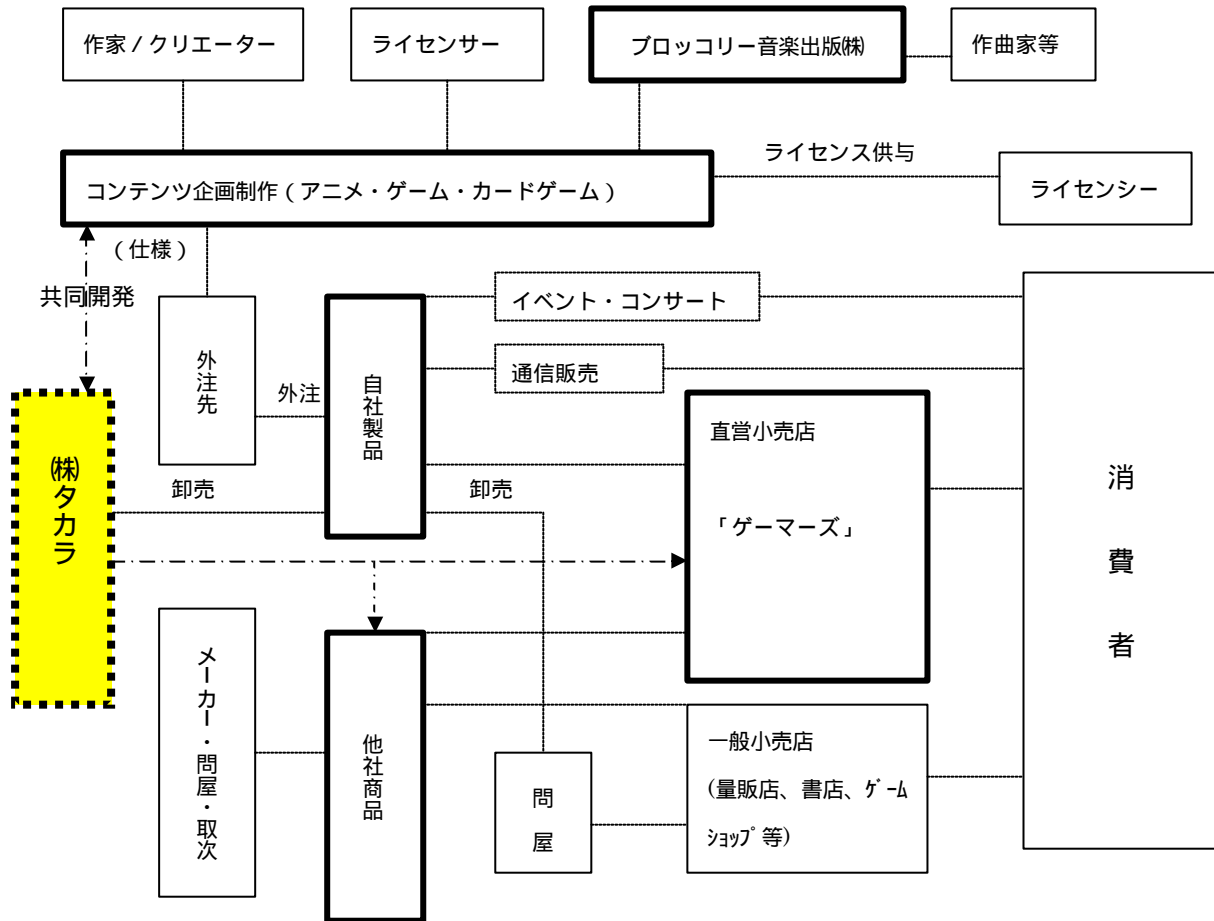 作家/クリエーター
ライセンサー
ブロッコリー音楽出版㈱
作曲家等
ライセンス供与
コンテンツ企画制作(アニメ・ゲーム・カードゲーム)
ライセンシー
(仕様)
共同開発
イベント・コンサート
外注先
外注
自社製品
通信販売
直営小売店
「ゲーマーズ」
消費者
㈱タカラ
卸売
卸売
メーカー・問屋・取次
他社商品
問屋
一般小売店
(量販店、書店、ゲーム
ショップ等)